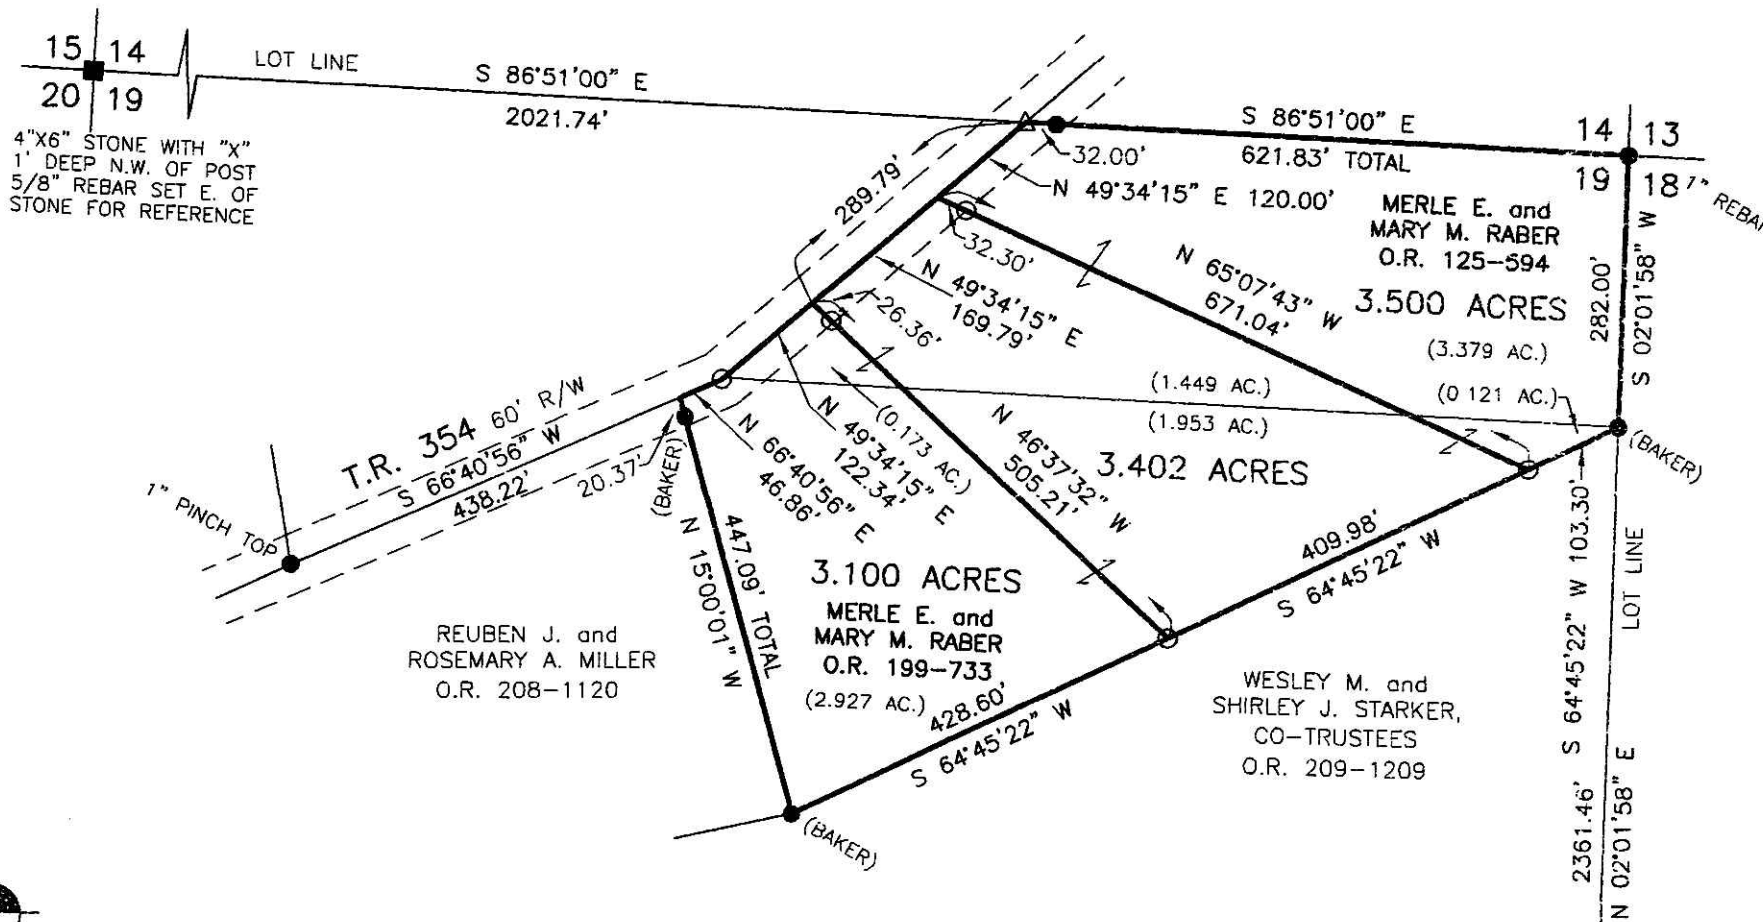 15 14
20 19
4"X6" STONE WITH "X"
1' DEEP N.W. OF POST
5/8" REBAR SET E. OF
STONE FOR REFERENCE
LOT LINE
S 86°51'00" E
2021.74'
S 86°51'00" E
621.83' TOTAL
14 13
19 18
1" REBAR
32.00'
N 49°34'15" E 120.00'
289.79'
MERLE E. and
MARY M. RABER
O.R. 125-594
3.500 ACRES
(3.379 AC.)
(0.121 AC.)
282.00'
S 02°01'58" W
32.30'
N 49°34'15" E
169.79'
N 65°07'43" W
671.04'
26.36'
(1.449 AC.)
(1.953 AC.)
3.402 ACRES
(0.173 AC.)
N 49°34'15" E
122.34'
N 66°40'56" E
46.86'
N 46°37'32" W
505.21'
T.R. 354 60' R/W
S 66°40'56" W
438.22'
20.37'
(BAKER)
1" PINCH TOP
447.09' TOTAL
N 15°00'01" W
3.100 ACRES
MERLE E. and
MARY M. RABER
O.R. 199-733
(2.927 AC.)
REUBEN J. and
ROSEMARY A. MILLER
O.R. 208-1120
428.60'
S 64°45'22" W
409.98'
S 64°45'22" W
(BAKER)
S 64°45'22" W 103.30'
LOT LINE
WESLEY M. and
SHIRLEY J. STARKER,
CO-TRUSTEES
O.R. 209-1209
2361.46'
N 02°01'58" E
(BAKER)